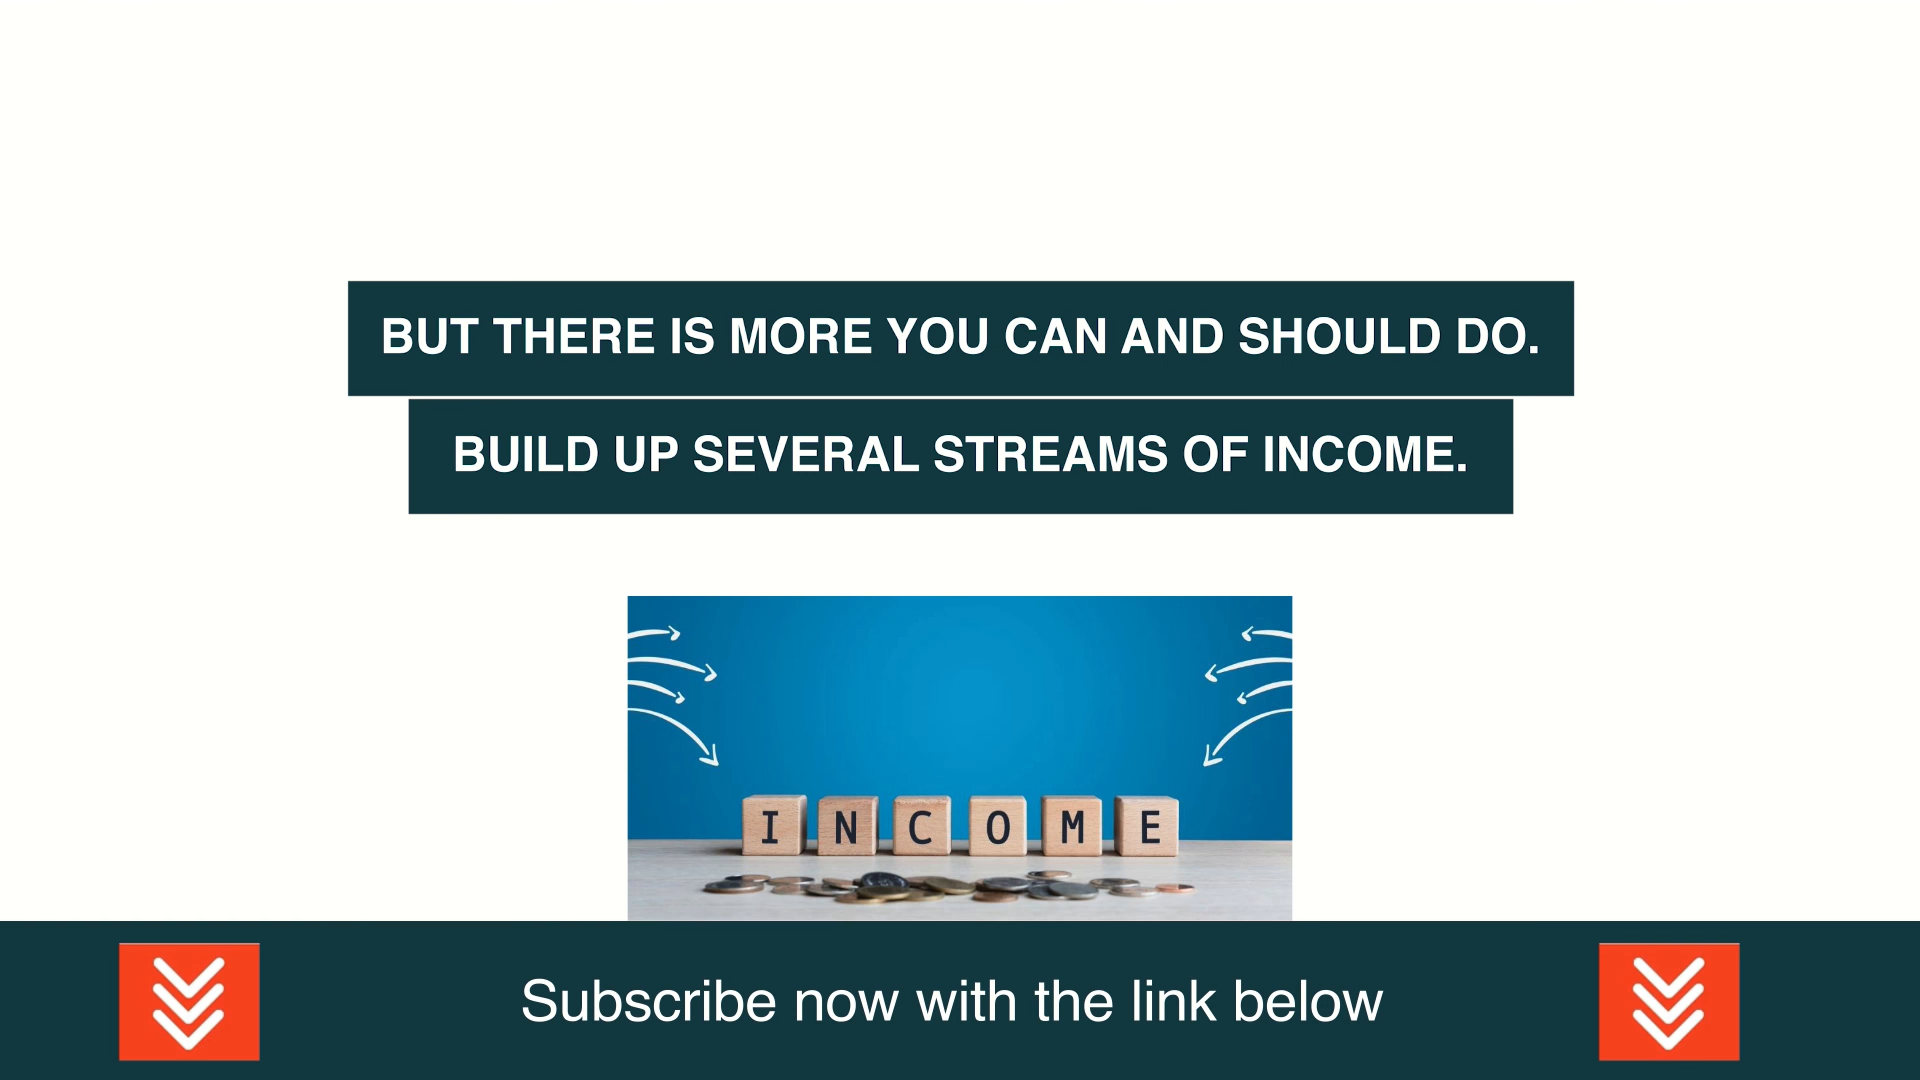 BUT THERE IS MORE YOU CAN AND SHOULD DO.
BUILD UP SEVERAL STREAMS OF INCOME.
INCOME
Subscribe now with the link below